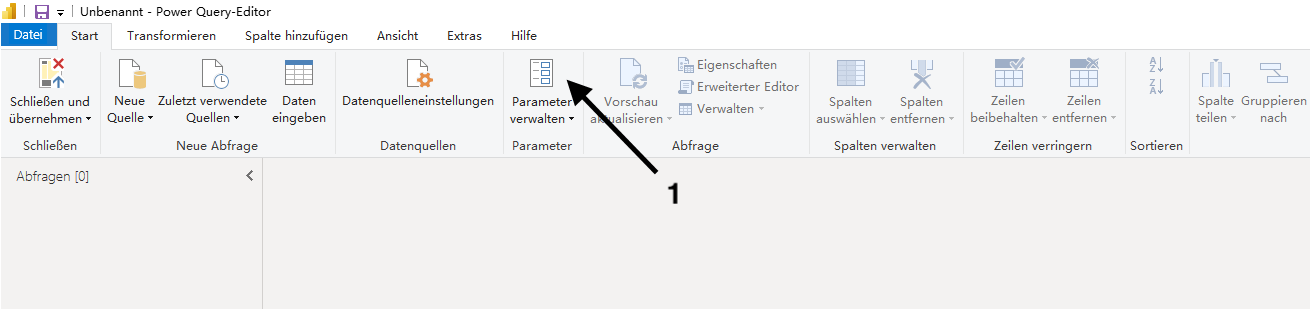 Unbenannt - Power Query-Editor
Datei Start Transformieren Spalte hinzufügen Ansicht Extras Hilfe
Schließen und
übernehmen
Schließen
Neue
Quelle
Zuletzt verwendete
Quellen
Daten
eingeben
Neue Abfrage
Datenquelleneinstellungen
Datenquellen
Parameter
verwalten
Parameter
Vorschau
aktualisieren
Eigenschaften
Erweiterter Editor
Verwalten
Abfrage
Spalten
auswählen
Spalten
entfernen
Spalten verwalten
Zeilen
beibehalten
Zeilen
entfernen
Zeilen verringern
A
Z
Z
A
Sortieren
Spalte
teilen
Gruppieren
nach
Abfragen [0]
1